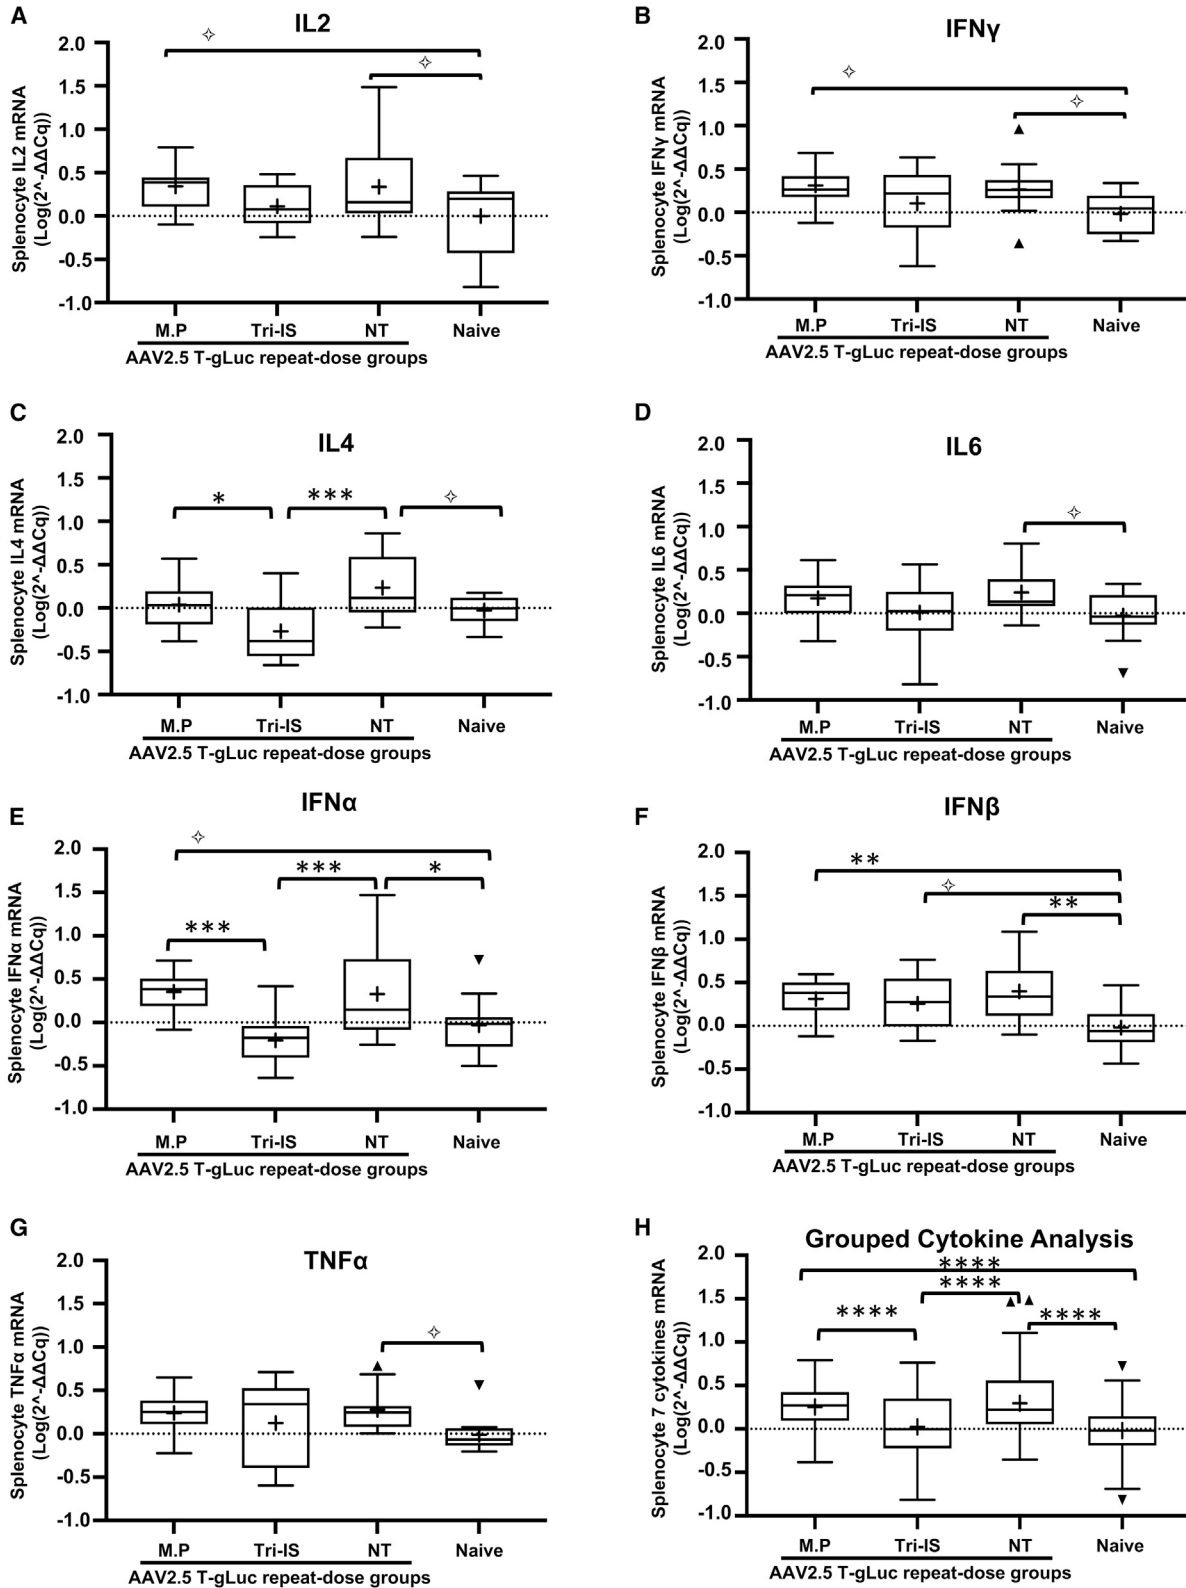 A
IL2
Splenocyte IL2 mRNA
(Log(2^-ΔΔCq))
2.0
1.5
1.0
0.5
0.0
-0.5
-1.0
✧
✧
M.P Tri-IS NT Naive
AAV2.5 T-gLuc repeat-dose groups
B
IFNγ
Splenocyte IFNγ mRNA
(Log(2^-ΔΔCq))
2.0
1.5
1.0
0.5
0.0
-0.5
-1.0
✧
✧
M.P Tri-IS NT Naive
AAV2.5 T-gLuc repeat-dose groups
C
IL4
Splenocyte IL4 mRNA
(Log(2^-ΔΔCq))
2.0
1.5
1.0
0.5
0.0
-0.5
-1.0
* *** ✧
M.P Tri-IS NT Naive
AAV2.5 T-gLuc repeat-dose groups
D
IL6
Splenocyte IL6 mRNA
(Log(2^-ΔΔCq))
2.0
1.5
1.0
0.5
0.0
-0.5
-1.0
✧
M.P Tri-IS NT Naive
AAV2.5 T-gLuc repeat-dose groups
E
IFNα
Splenocyte IFNα mRNA
(Log(2^-ΔΔCq))
2.0
1.5
1.0
0.5
0.0
-0.5
-1.0
✧
*** *
***
M.P Tri-IS NT Naive
AAV2.5 T-gLuc repeat-dose groups
F
IFNβ
Splenocyte IFNβ mRNA
(Log(2^-ΔΔCq))
2.0
1.5
1.0
0.5
0.0
-0.5
-1.0
**
✧
**
M.P Tri-IS NT Naive
AAV2.5 T-gLuc repeat-dose groups
G
TNFα
Splenocyte TNFα mRNA
(Log(2^-ΔΔCq))
2.0
1.5
1.0
0.5
0.0
-0.5
-1.0
✧
M.P Tri-IS NT Naive
AAV2.5 T-gLuc repeat-dose groups
H
Grouped Cytokine Analysis
Splenocyte 7 cytokines mRNA
(Log(2^-ΔΔCq))
2.0
1.5
1.0
0.5
0.0
-0.5
-1.0
****
****
**** ****
M.P Tri-IS NT Naive
AAV2.5 T-gLuc repeat-dose groups